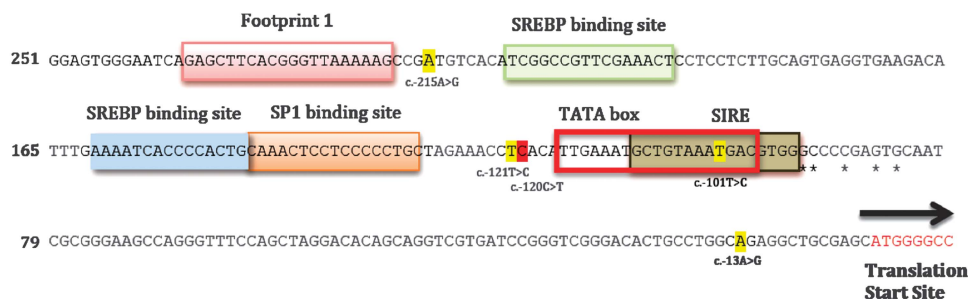 Footprint 1
SREBP binding site
251 GGAGTGGGAATCAGAGCTTCACGGGTTAAAAAGCCGATGTCACATCGGCCGTTCGAAACTCCTCCTCTTGCAGTGAGGTGAAGACA
c.-215A>G
SREBP binding site SP1 binding site TATA box SIRE
165 TTTGAAAATCACCCCACTGCAAACTCCTCCCCCTGCTAGAAACCTCACATTGAAATGCTGTAAATGACGTGGGCCCCGAGTGCAAT
c.-121T>C c.-101T>C ** * * *
c.-120C>T
79 CGCGGGAAGCCAGGGTTTCCAGCTAGGACACAGCAGGTCGTGATCCGGGTCGGGACACTGCCTGGCAGAGGCTGCGAGCATGGGGCC
c.-13A>G
Translation
Start Site